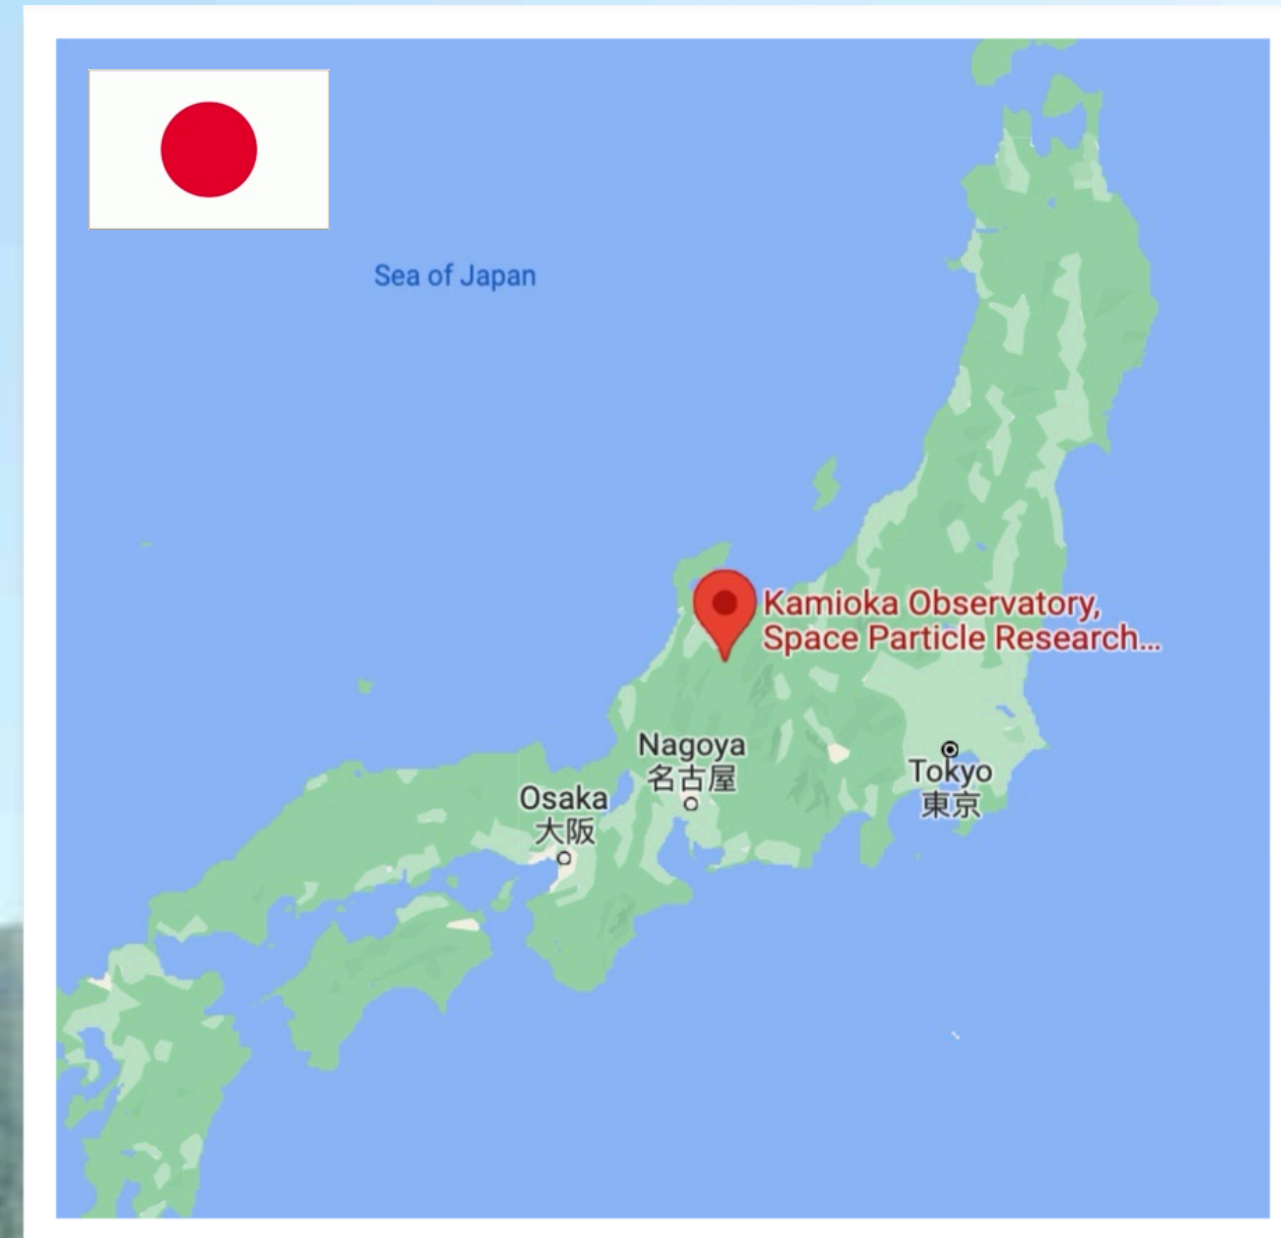 Sea of Japan
Kamioka Observatory,
Space Particle Research...
Nagoya
名古屋
Tokyo
東京
Osaka
大阪